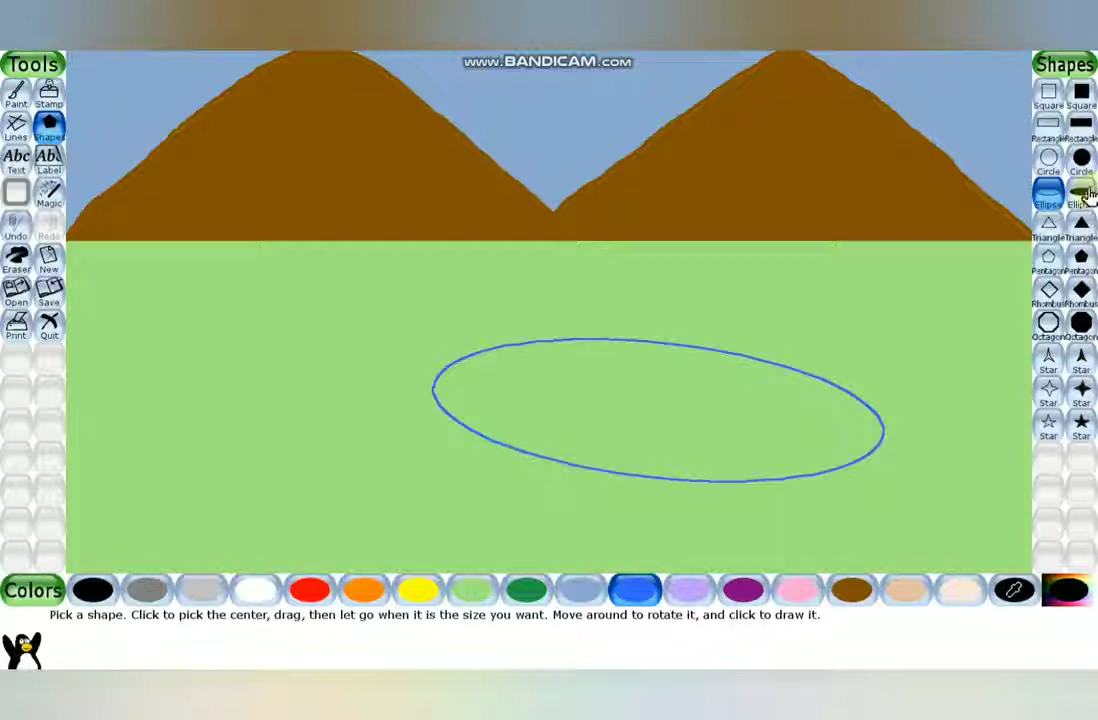 Tools
www.BANDICAM.com
Shapes
Paint
Stamp
Square
Square
Lines
Shapes
Rectangle
Rectangle
Abc
Abc
Text
Label
Circle
Circle
Magic
Ellipse
Undo
Redo
Triangle
Triangle
Eraser
New
Pentagon
Pentagon
Open
Save
Rhombus
Rhombus
Print
Quit
Octagon
Octagon
Star
Star
Star
Star
Star
Star
Colors
Pick a shape. Click to pick the center, drag, then let go when it is the size you want. Move around to rotate it, and click to draw it.